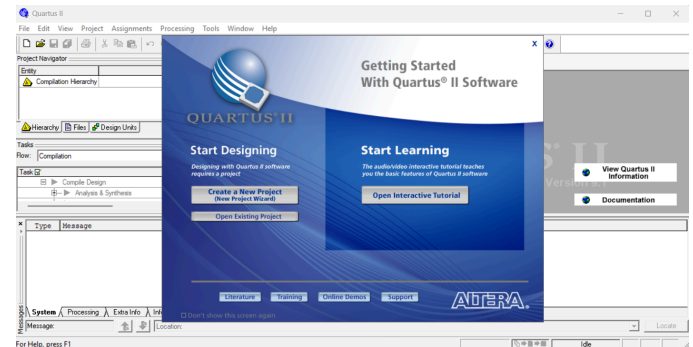 Quartus II
File Edit View Project Assignments Processing Tools Window Help
Project Navigator
Entity
Compilation Hierarchy
Hierarchy Files Design Units
Tasks
Flow: Compilation
Task
Compile Design
Analysis & Synthesis
x
Getting Started
With Quartus® II Software
QUARTUS® II
Start Designing
Designing with Quartus II software
requires a project
Create a New Project
(New Project Wizard)
Open Existing Project
Start Learning
The audio/video interactive tutorial teaches
you the basic features of Quartus II software
Open Interactive Tutorial
Literature Training Online Demos Support
ALTERA®
Don't show this screen again
View Quartus II
Information
Version 9.1
Documentation
Type Message
System Processing Extra Info
Messages
Message: Location: Locate
For Help, press F1
Idle